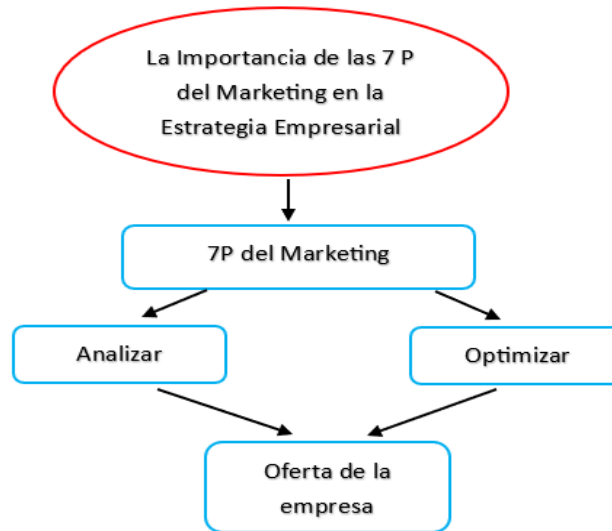 La Importancia de las 7 P
del Marketing en la
Estrategia Empresarial
7P del Marketing
Analizar
Optimizar
Oferta de la
empresa